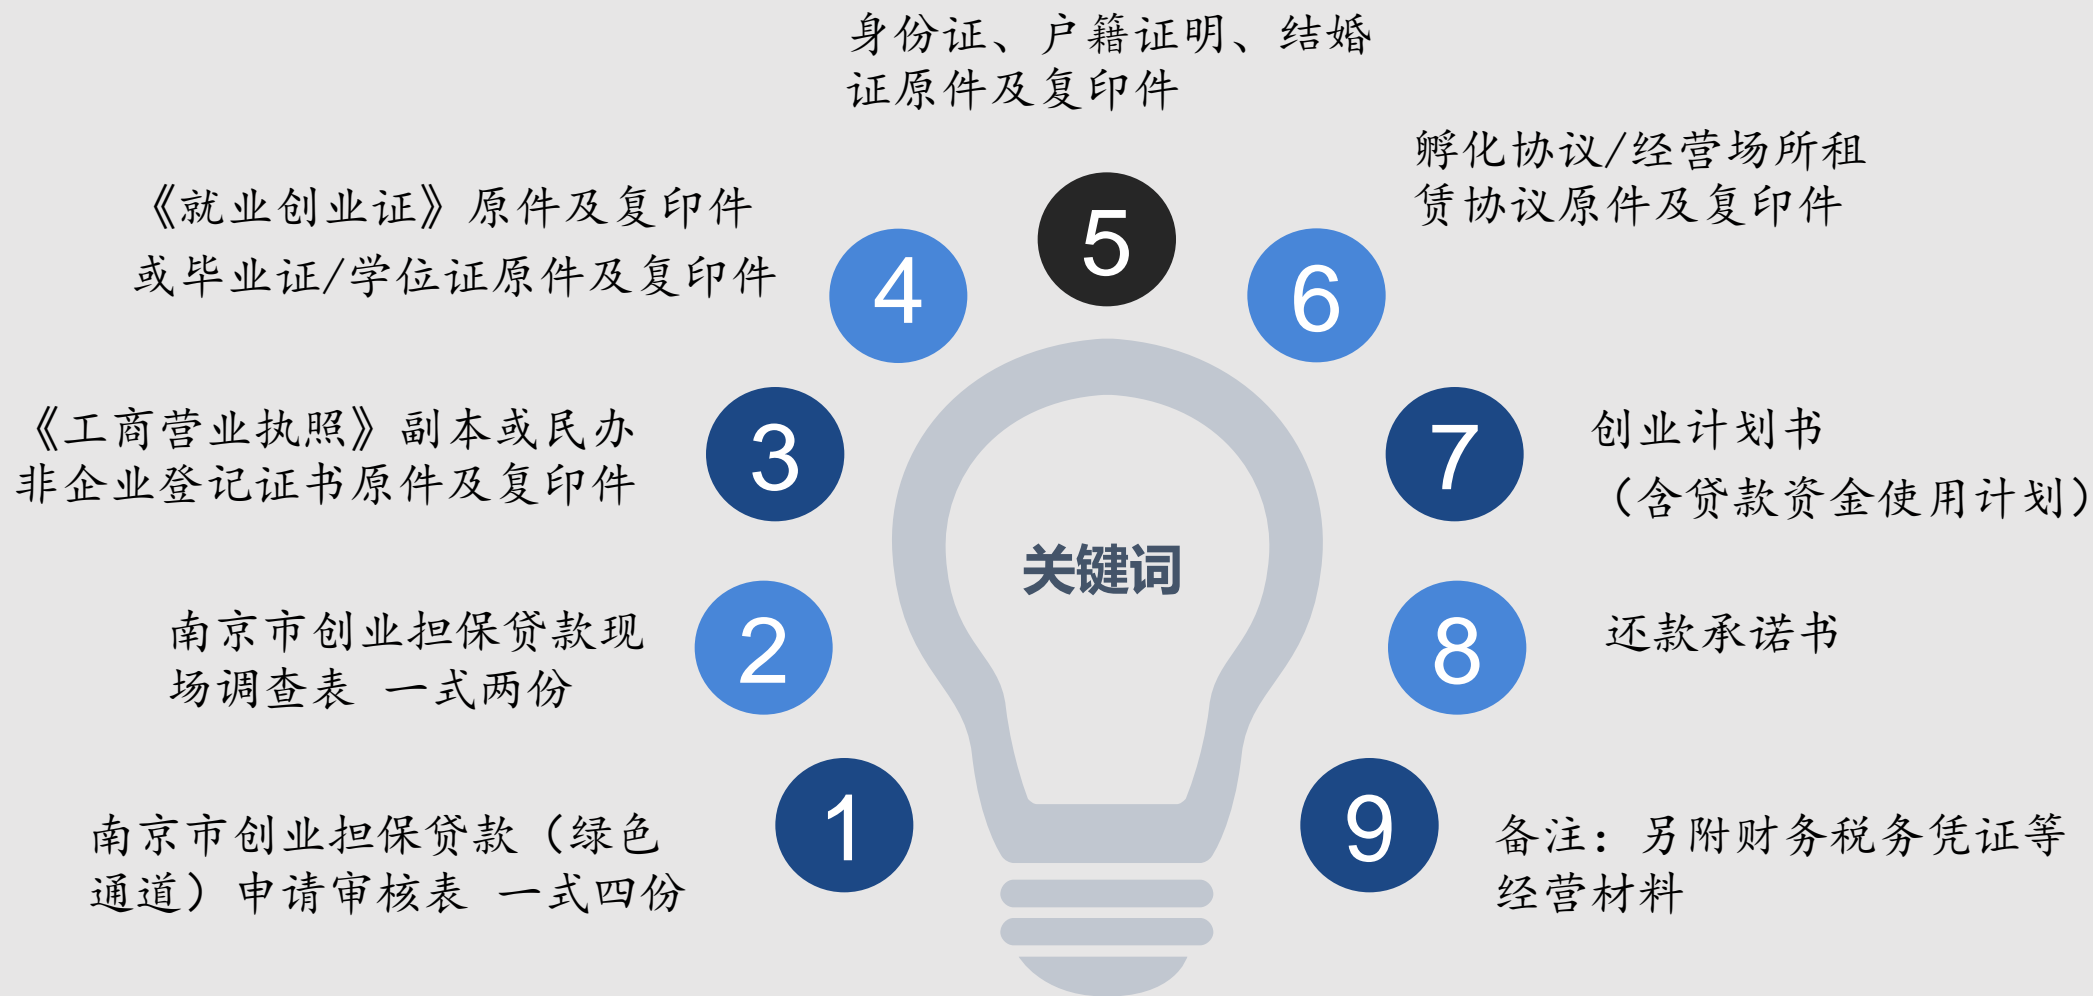 身份证、户籍证明、结婚
证原件及复印件
孵化协议/经营场所租
赁协议原件及复印件
《就业创业证》原件及复印件
或毕业证/学位证原件及复印件
5
4
6
《工商营业执照》副本或民办
非企业登记证书原件及复印件
3
7
创业计划书
（含贷款资金使用计划）
关键词
南京市创业担保贷款现
场调查表 一式两份
2
8
还款承诺书
南京市创业担保贷款（绿色
通道）申请审核表 一式四份
1
9
备注：另附财务税务凭证等
经营材料